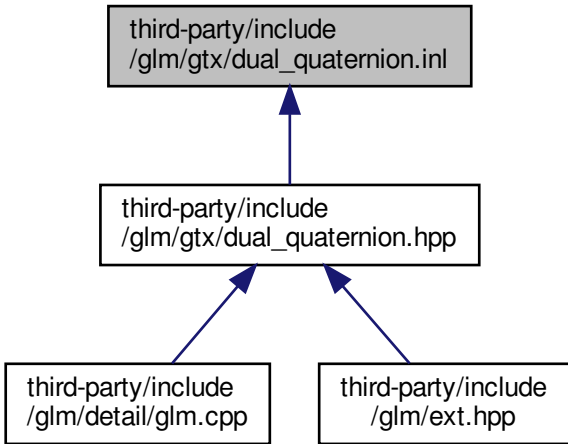 third-party/include
/glm/gtx/dual_quaternion.inl
third-party/include
/glm/gtx/dual_quaternion.hpp
third-party/include
/glm/detail/glm.cpp
third-party/include
/glm/ext.hpp